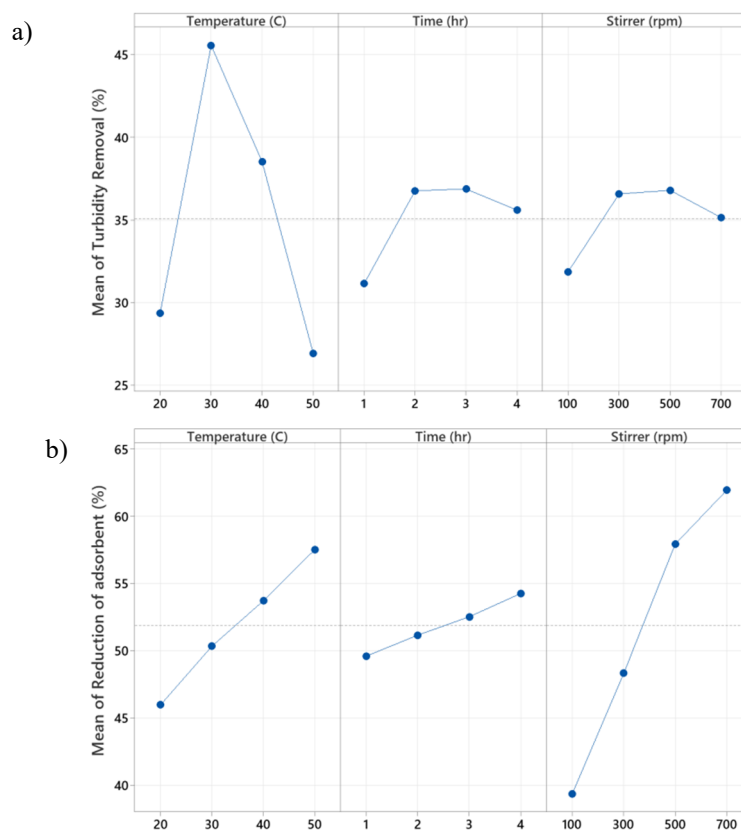 a)
Temperature (C) Time (hr) Stirrer (rpm)
Mean of Turbidity Removal (%)
45
40
35
30
25
20 30 40 50 1 2 3 4 100 300 500 700
b)
Temperature (C) Time (hr) Stirrer (rpm)
Mean of Reduction of adsorbent (%)
65
60
55
50
45
40
20 30 40 50 1 2 3 4 100 300 500 700